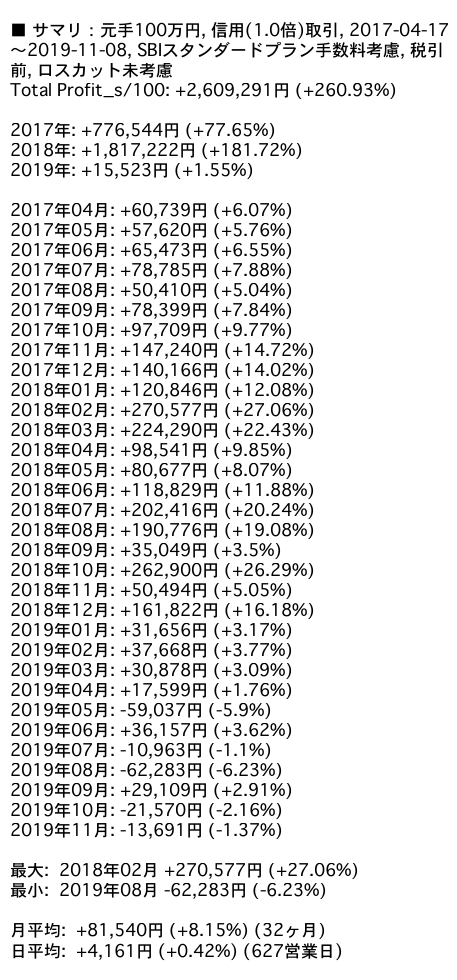 ■ サマリ：元手100万円, 信用(1.0倍)取引, 2017-04-17
〜2019-11-08, SBIスタンダードプラン手数料考慮, 税引
前, ロスカット未考慮
Total Profit_s/100: +2,609,291円 (+260.93%)
2017年: +776,544円 (+77.65%)
2018年: +1,817,222円 (+181.72%)
2019年: +15,523円 (+1.55%)
2017年04月: +60,739円 (+6.07%)
2017年05月: +57,620円 (+5.76%)
2017年06月: +65,473円 (+6.55%)
2017年07月: +78,785円 (+7.88%)
2017年08月: +50,410円 (+5.04%)
2017年09月: +78,399円 (+7.84%)
2017年10月: +97,709円 (+9.77%)
2017年11月: +147,240円 (+14.72%)
2017年12月: +140,166円 (+14.02%)
2018年01月: +120,846円 (+12.08%)
2018年02月: +270,577円 (+27.06%)
2018年03月: +224,290円 (+22.43%)
2018年04月: +98,541円 (+9.85%)
2018年05月: +80,677円 (+8.07%)
2018年06月: +118,829円 (+11.88%)
2018年07月: +202,416円 (+20.24%)
2018年08月: +190,776円 (+19.08%)
2018年09月: +35,049円 (+3.5%)
2018年10月: +262,900円 (+26.29%)
2018年11月: +50,494円 (+5.05%)
2018年12月: +161,822円 (+16.18%)
2019年01月: +31,656円 (+3.17%)
2019年02月: +37,668円 (+3.77%)
2019年03月: +30,878円 (+3.09%)
2019年04月: +17,599円 (+1.76%)
2019年05月: -59,037円 (-5.9%)
2019年06月: +36,157円 (+3.62%)
2019年07月: -10,963円 (-1.1%)
2019年08月: -62,283円 (-6.23%)
2019年09月: +29,109円 (+2.91%)
2019年10月: -21,570円 (-2.16%)
2019年11月: -13,691円 (-1.37%)
最大: 2018年02月 +270,577円 (+27.06%)
最小: 2019年08月 -62,283円 (-6.23%)
月平均: +81,540円 (+8.15%) (32ヶ月)
日平均: +4,161円 (+0.42%) (627営業日)